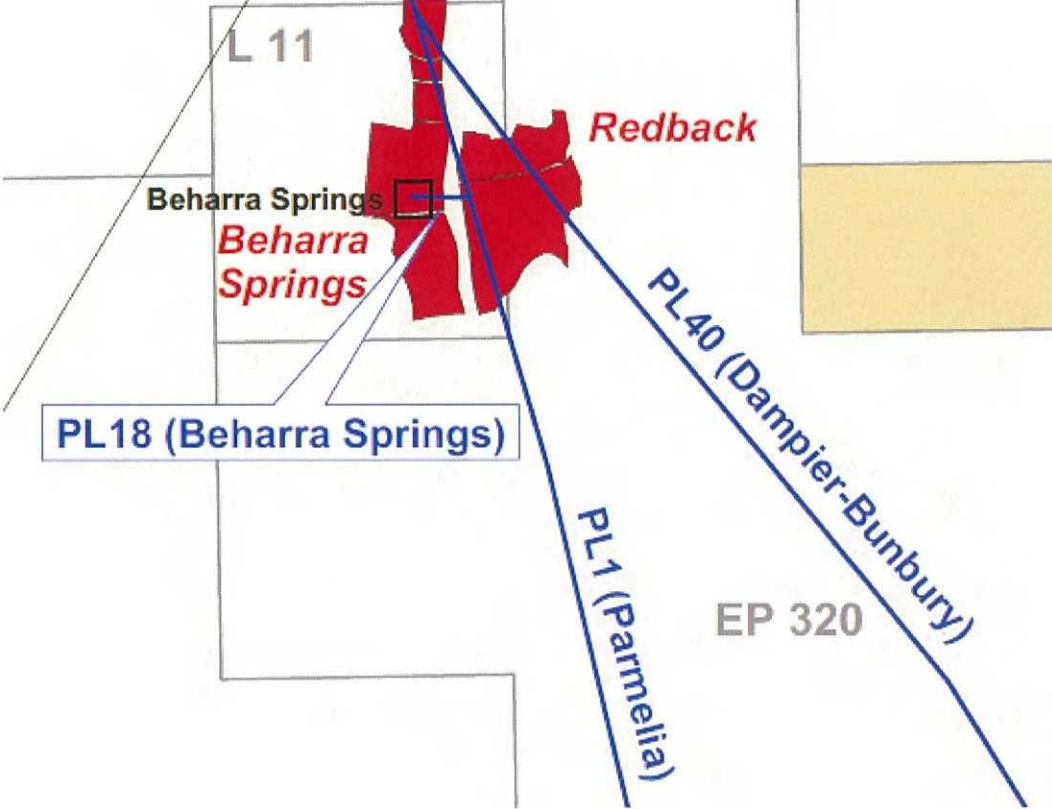 L 11
Redback
Beharra Springs
Beharra
Springs
PL40 (Dampier-Bunbury)
PL18 (Beharra Springs)
PL1 (Parmelia)
EP 320